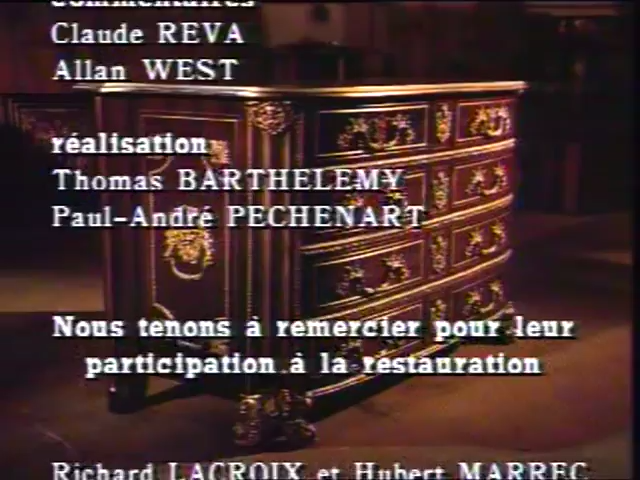 commentaires
Claude REVA
Allan WEST
réalisation
Thomas BARTHELEMY
Paul-André PECHENART
Nous tenons à remercier pour leur
participation à la restauration
Richard LACROIX et Hubert MARREC